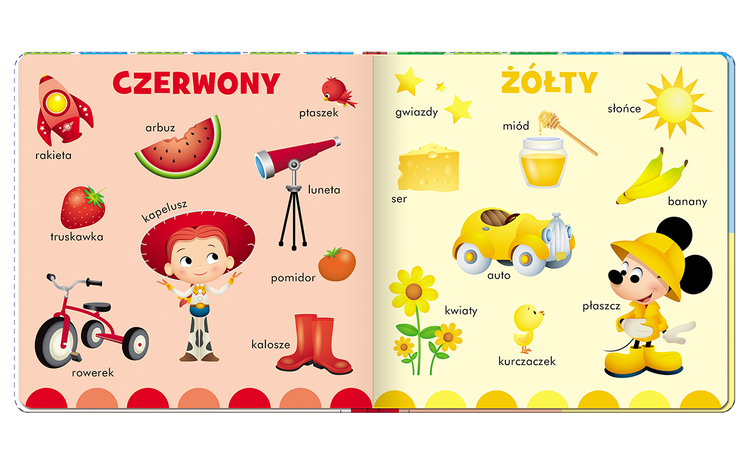 CZERWONY
ptaszek
arbuz
rakieta
luneta
kapelusz
truskawka
pomidor
kalosze
rowerek
ŻÓŁTY
gwiazdy
słońce
miód
ser
banany
auto
kwiaty
płaszcz
kurczaczek